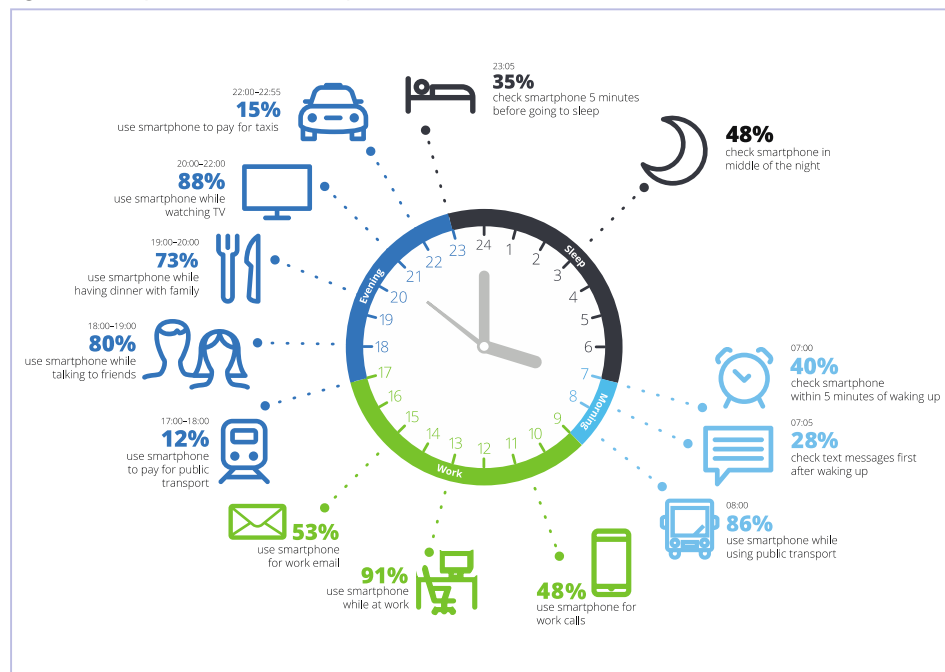 23:05
35%
check smartphone 5 minutes
before going to sleep
48%
check smartphone in
middle of the night
07:00
40%
check smartphone
within 5 minutes of waking up
07:05
28%
check text messages first
after waking up
08:00
86%
use smartphone while
using public transport
48%
use smartphone for
work calls
91%
use smartphone
while at work
53%
use smartphone
for work email
17:00–18:00
12%
use smartphone
to pay for public
transport
18:00–19:00
80%
use smartphone while
talking to friends
19:00–20:00
73%
use smartphone while
having dinner with family
20:00–22:00
88%
use smartphone while
watching TV
22:00–22:55
15%
use smartphone to pay for taxis
Sleep
Morning
Work
Evening
24
1
2
3
4
5
6
7
8
9
10
11
12
13
14
15
16
17
18
19
20
21
22
23